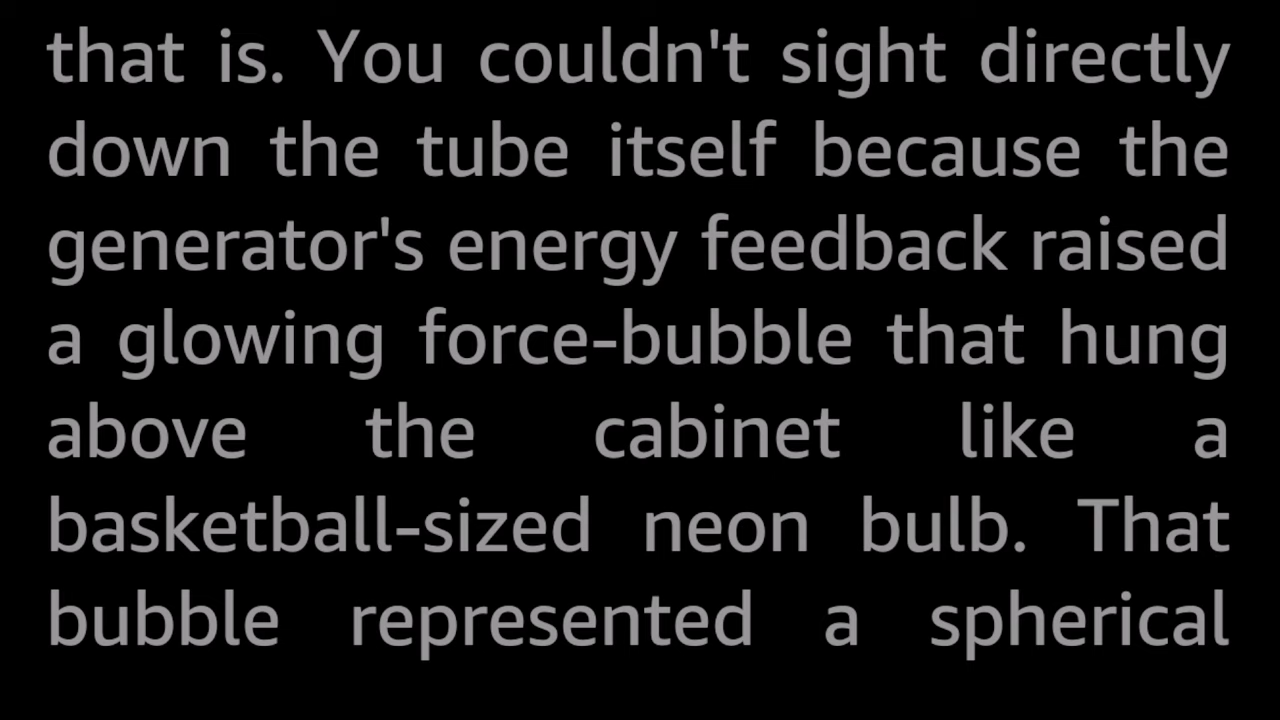 that is. You couldn't sight directly
down the tube itself because the
generator's energy feedback raised
a glowing force-bubble that hung
above the cabinet like a
basketball-sized neon bulb. That
bubble represented a spherical